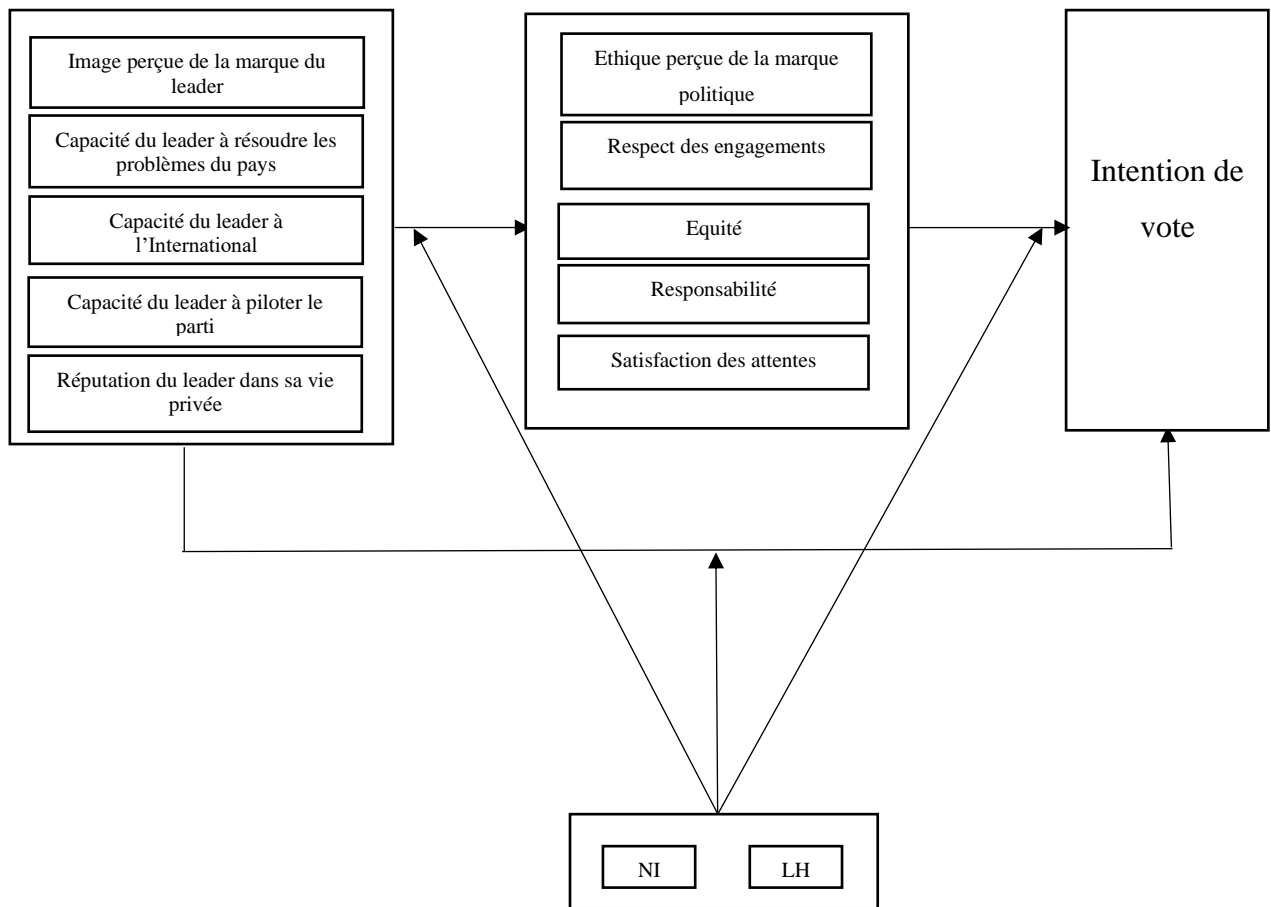 Image perçue de la marque du
leader
Capacité du leader à résoudre les
problèmes du pays
Capacité du leader à
l’International
Capacité du leader à piloter le
parti
Réputation du leader dans sa vie
privée
Ethique perçue de la marque
politique
Respect des engagements
Equité
Responsabilité
Satisfaction des attentes
Intention de
vote
NI
LH